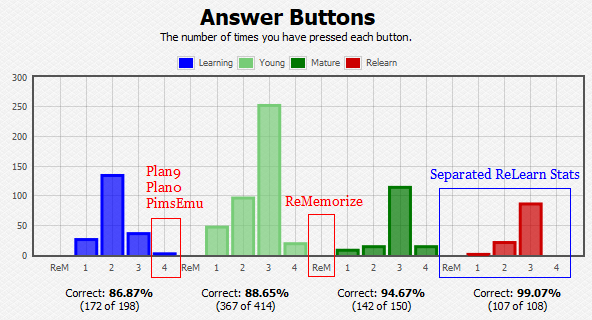 Answer Buttons
The number of times you have pressed each button.
Learning Young Mature Relearn
300
250
200
150
100
50
0
Plan9
Plan0
PimsEmu
ReMemorize
Separated ReLearn Stats
ReM 1 2 3 4 ReM 1 2 3 4 ReM 1 2 3 4 ReM 1 2 3 4
Correct: 86.87% Correct: 88.65% Correct: 94.67% Correct: 99.07%
(172 of 198) (367 of 414) (142 of 150) (107 of 108)